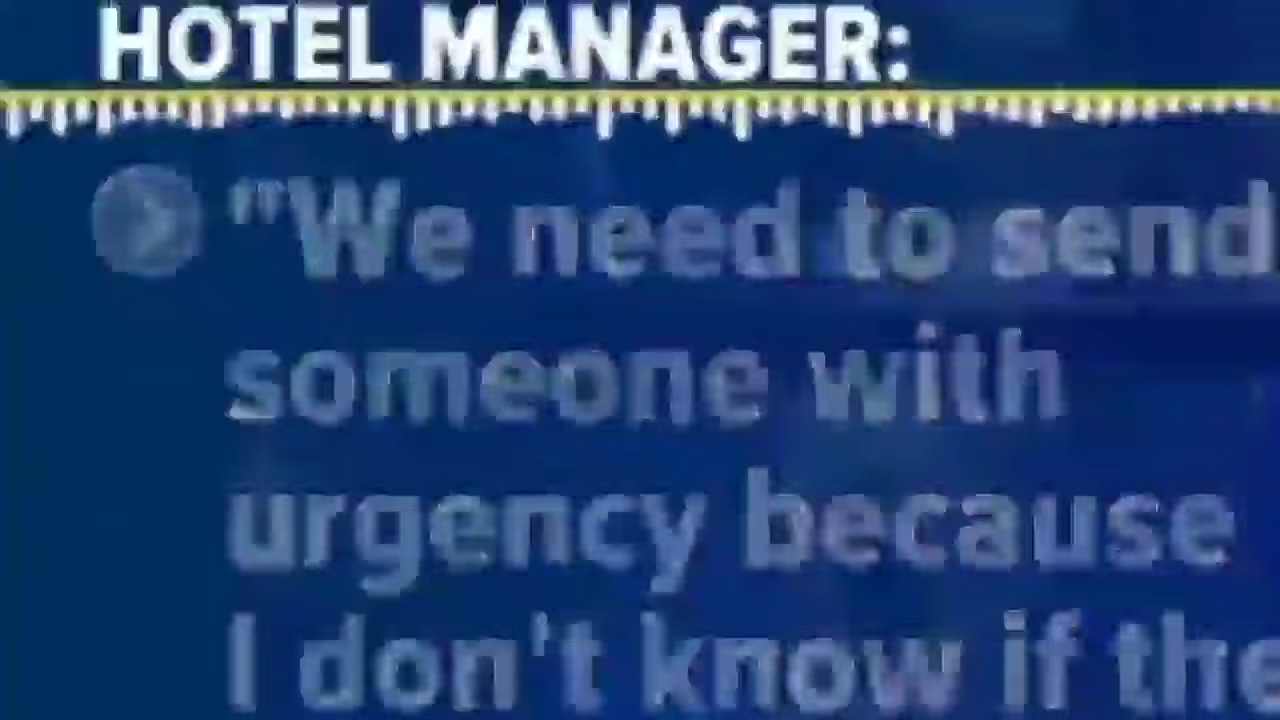 HOTEL MANAGER:
"We need to send
someone with
urgency because
I don't know if the